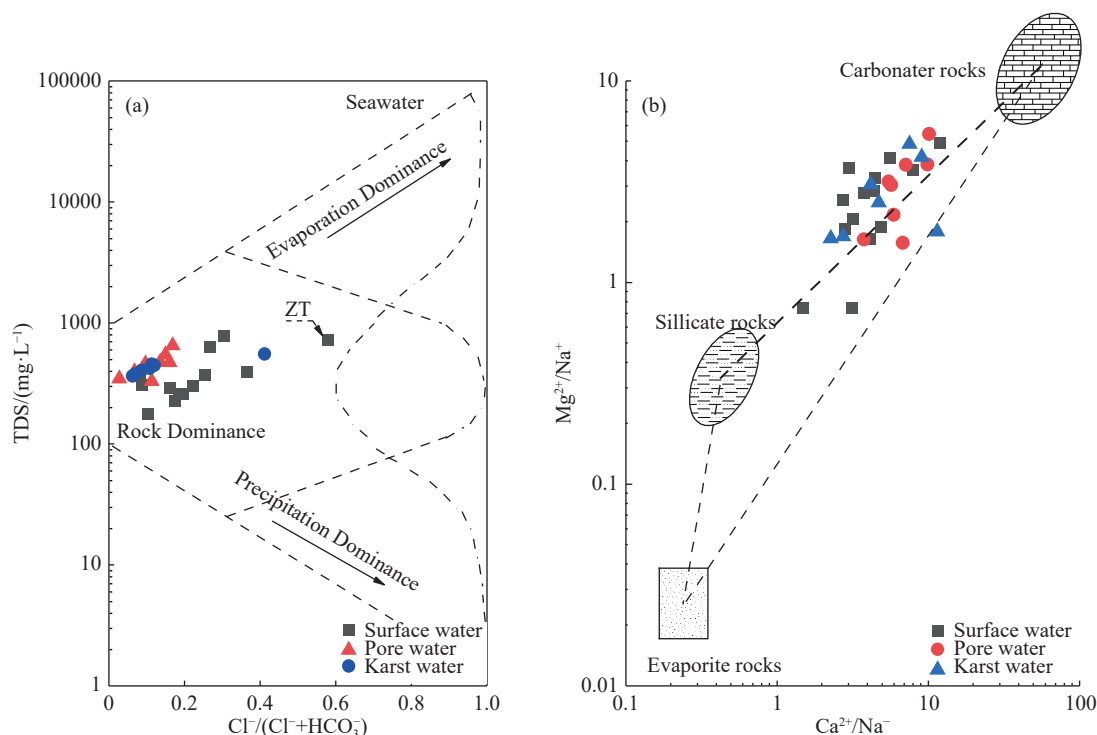 (a)
Seawater
Evaporation Dominance
ZT
Rock Dominance
Precipitation Dominance
Surface water
Pore water
Karst water
100000
10000
1000
100
10
1
TDS/(mg·L⁻¹)
0
0.2
0.4
0.6
0.8
1.0
Cl⁻/(Cl⁻+HCO₃⁻)
(b)
Carbonater rocks
Sillicate rocks
Evaporite rocks
Surface water
Pore water
Karst water
10
1
0.1
0.01
Mg²⁺/Na⁺
0.1
1
10
100
Ca²⁺/Na⁻